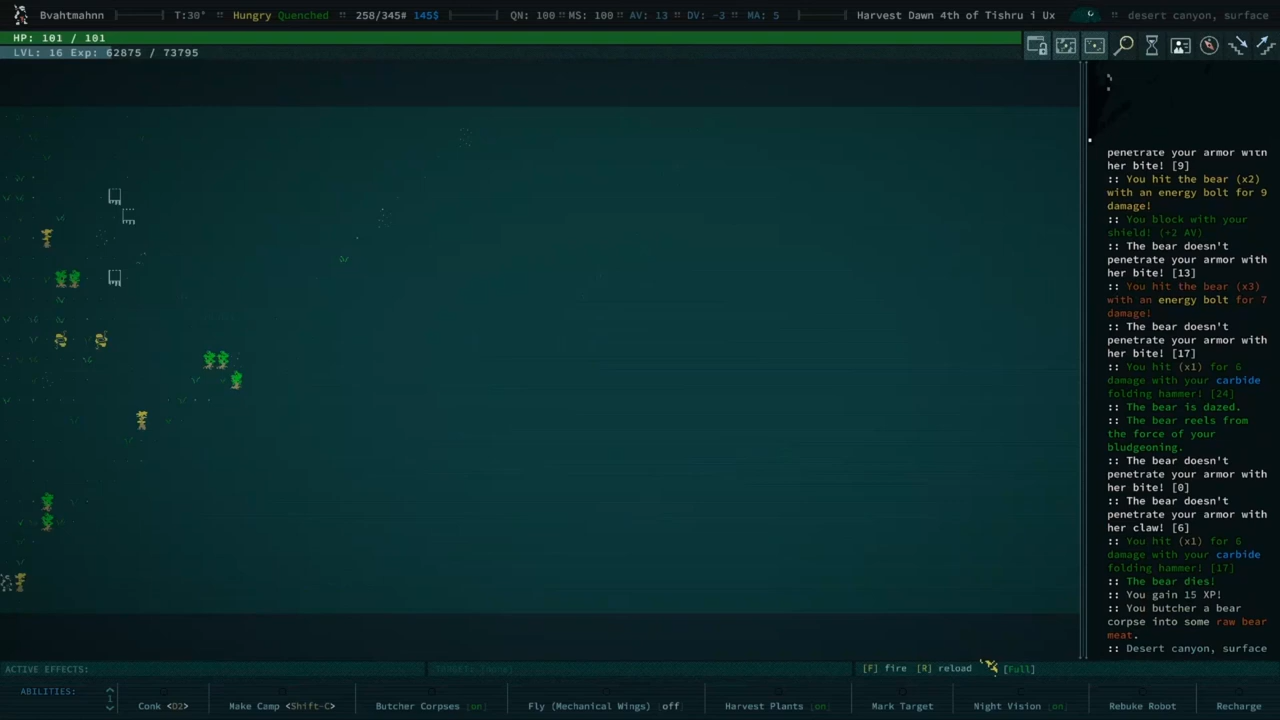 Bvahtmahnn T:30° Hungry Quenched 258/345# 145$ QN: 100 MS: 100 AV: 13 DV: -3 MA: 5 Harvest Dawn 4th of Tishru i Ux desert canyon, surface
HP: 101 / 101
LVL: 16 Exp: 62875 / 73795
penetrate your armor with
her bite! [9]
:: You hit the bear (x2)
with an energy bolt for 9
damage!
:: You block with your
shield! (+2 AV)
:: The bear doesn't
penetrate your armor with
her bite! [13]
:: You hit the bear (x3)
with an energy bolt for 7
damage!
:: The bear doesn't
penetrate your armor with
her bite! [17]
:: You hit (x1) for 6
damage with your carbide
folding hammer! [24]
:: The bear is dazed.
:: The bear reels from
the force of your
bludgeoning.
:: The bear doesn't
penetrate your armor with
her bite! [0]
:: The bear doesn't
penetrate your armor with
her claw! [6]
:: You hit (x1) for 6
damage with your carbide
folding hammer! [17]
:: The bear dies!
:: You gain 15 XP!
:: You butcher a bear
corpse into some raw bear
meat.
:: Desert canyon, surface
ACTIVE EFFECTS: TARGET: [none] [F] fire [R] reload [Full]
ABILITIES: 1 Conk <02> Make Camp <Shift-C> Butcher Corpses [on] Fly (Mechanical Wings) off Harvest Plants [on] Mark Target Night Vision [on] Rebuke Robot Recharge